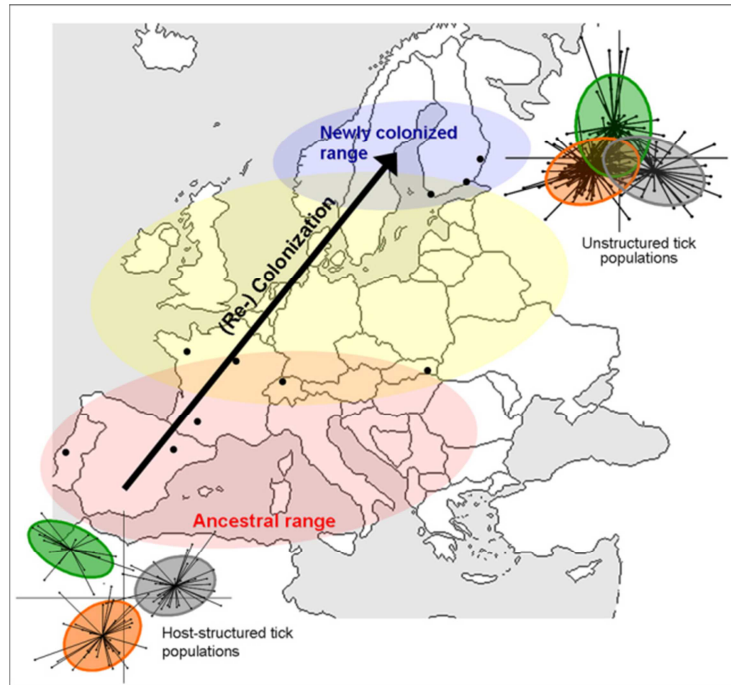 Newly colonized
range
(Re-) Colonization
Unstructured tick
populations
Ancestral range
Host-structured tick
populations